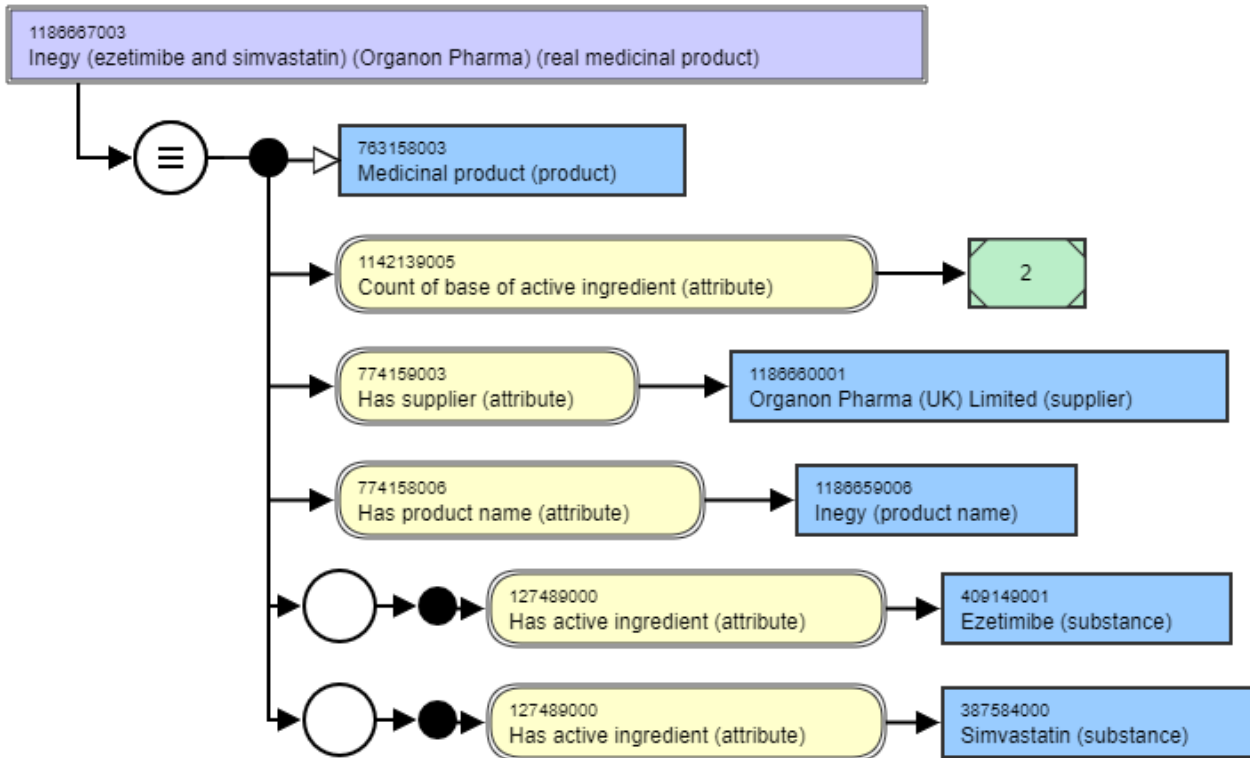 1186667003
Inegy (ezetimibe and simvastatin) (Organon Pharma) (real medicinal product)
763158003
Medicinal product (product)
1142139005
Count of base of active ingredient (attribute)
2
774159003
Has supplier (attribute)
1186660001
Organon Pharma (UK) Limited (supplier)
774158006
Has product name (attribute)
1186659006
Inegy (product name)
127489000
Has active ingredient (attribute)
409149001
Ezetimibe (substance)
127489000
Has active ingredient (attribute)
387584000
Simvastatin (substance)